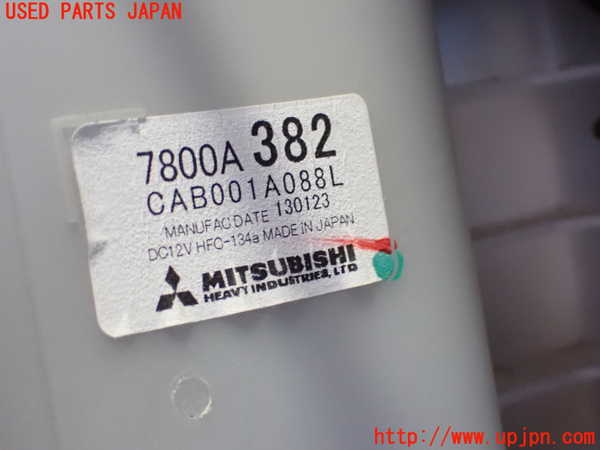 USED PARTS JAPAN
7800A 382
CAB001A088L
MANUFAC DATE 130123
DC12V HFC-134a MADE IN JAPAN
MITSUBISHI
HEAVY INDUSTRIES, LTD
http://www.upjpn.com/